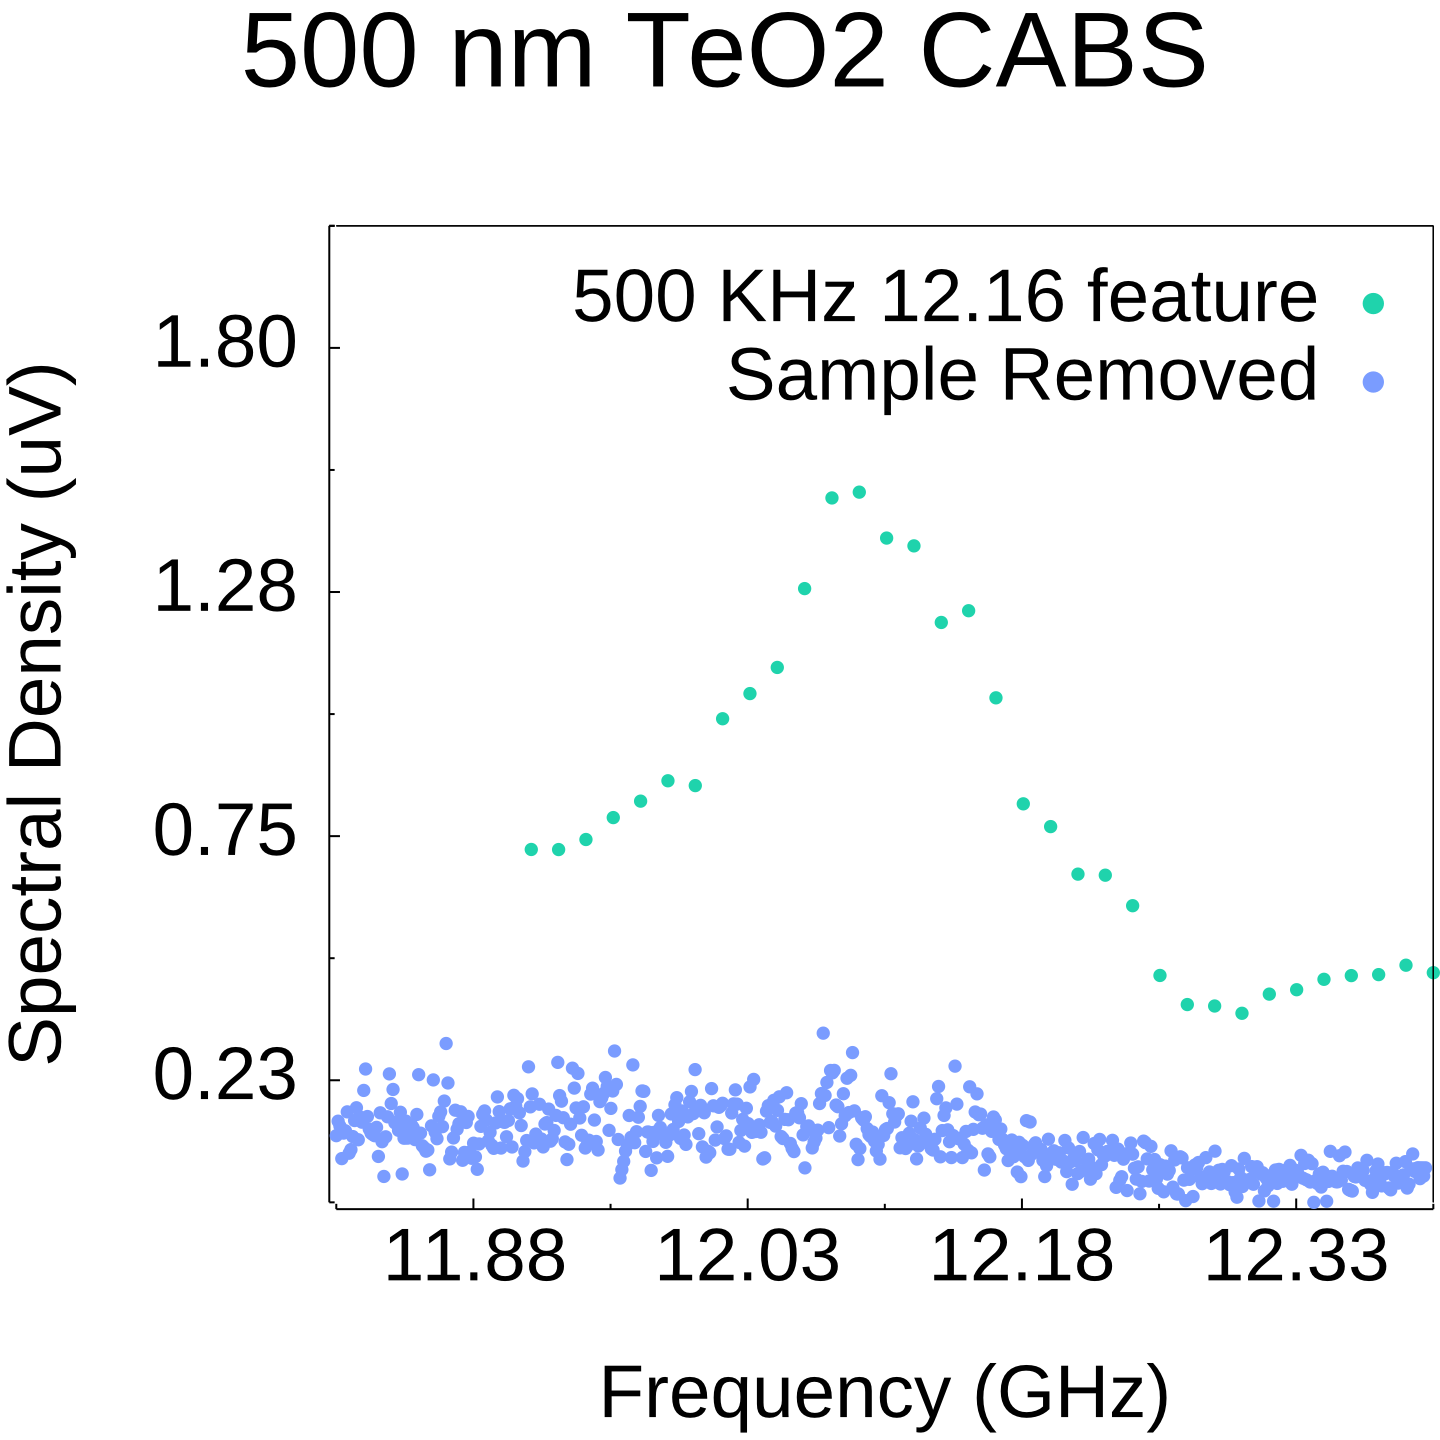 500 nm TeO2 CABS
500 KHz 12.16 feature
Sample Removed
Spectral Density (uV)
1.80
1.28
0.75
0.23
11.88 12.03 12.18 12.33
Frequency (GHz)